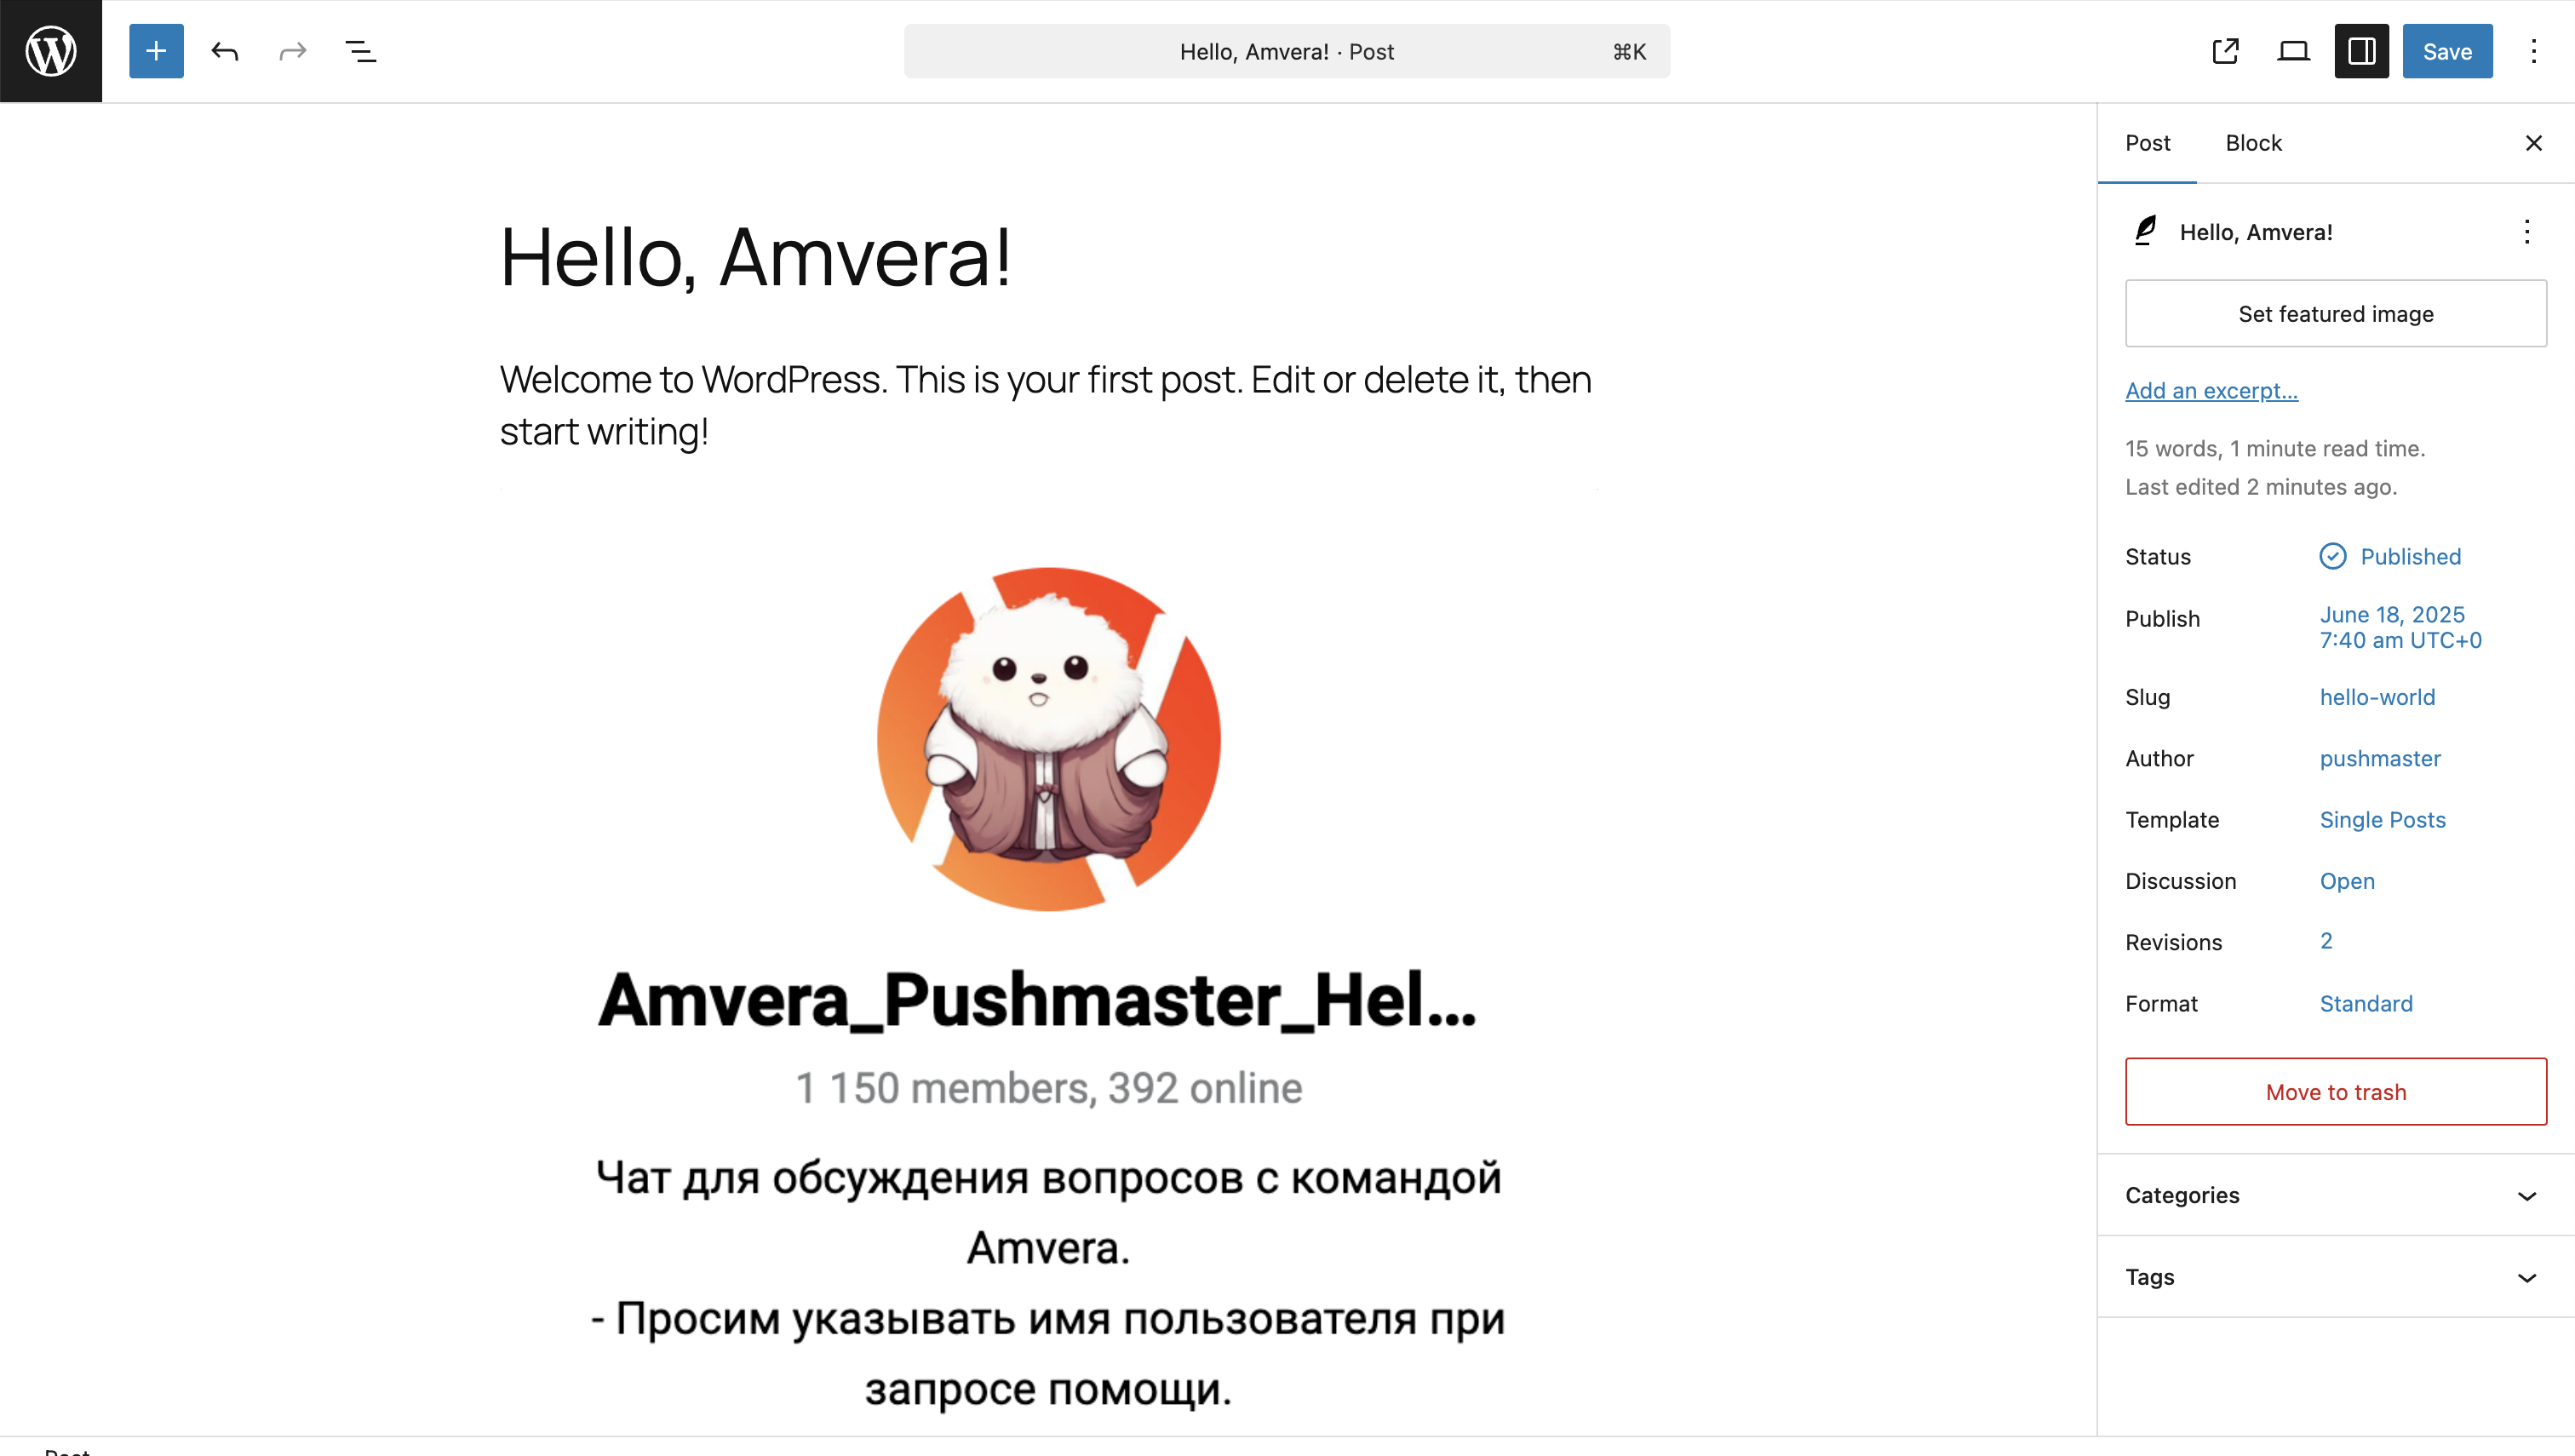 Hello, Amvera! · Post
⌘K
Save
Post
Block
Hello, Amvera!
Welcome to WordPress. This is your first post. Edit or delete it, then
start writing!
Amvera_Pushmaster_Hel...
1 150 members, 392 online
Чат для обсуждения вопросов с командой
Amvera.
- Просим указывать имя пользователя при
запросе помощи.
Hello, Amvera!
Set featured image
Add an excerpt...
15 words, 1 minute read time.
Last edited 2 minutes ago.
Status
Published
Publish
June 18, 2025
7:40 am UTC+0
Slug
hello-world
Author
pushmaster
Template
Single Posts
Discussion
Open
Revisions
2
Format
Standard
Move to trash
Categories
Tags
Post